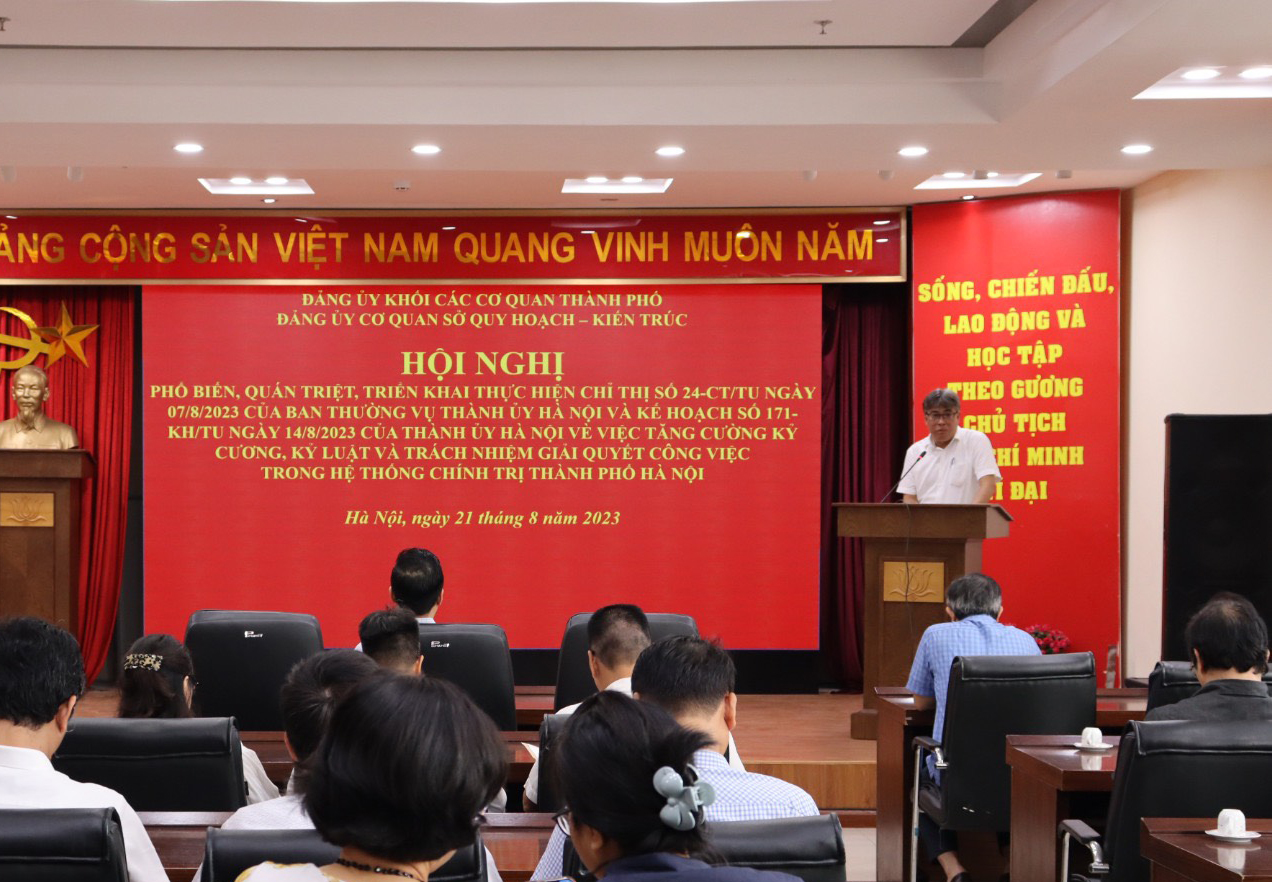 ẢNG CỘNG SẢN VIỆT NAM QUANG VINH MUÔN NĂM
ĐẢNG ỦY KHỐI CÁC CƠ QUAN THÀNH PHỐ
ĐẢNG ỦY CƠ QUAN SỞ QUY HOẠCH – KIẾN TRÚC
HỘI NGHỊ
PHỔ BIẾN, QUÁN TRIỆT, TRIỂN KHAI THỰC HIỆN CHỈ THỊ SỐ 24-CT/TU NGÀY
07/8/2023 CỦA BAN THƯỜNG VỤ THÀNH ỦY HÀ NỘI VÀ KẾ HOẠCH SỐ 171-
KH/TU NGÀY 14/8/2023 CỦA THÀNH ỦY HÀ NỘI VỀ VIỆC TĂNG CƯỜNG KỶ
CƯƠNG, KỶ LUẬT VÀ TRÁCH NHIỆM GIẢI QUYẾT CÔNG VIỆC
TRONG HỆ THỐNG CHÍNH TRỊ THÀNH PHỐ HÀ NỘI
Hà Nội, ngày 21 tháng 8 năm 2023
SỐNG, CHIẾN ĐẤU,
LAO ĐỘNG VÀ
HỌC TẬP
THEO GƯƠNG
CHỦ TỊCH
CHÍ MINH
ĐẠI